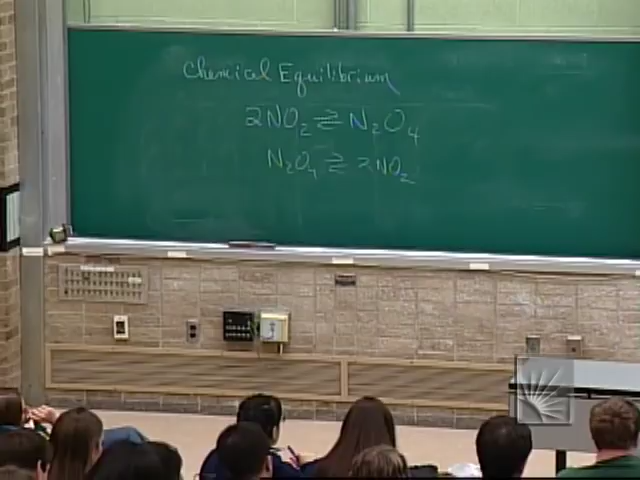 Chemical Equilibrium
2NO₂ ⇄ N₂O₄
N₂O₄ ⇄ 2NO₂